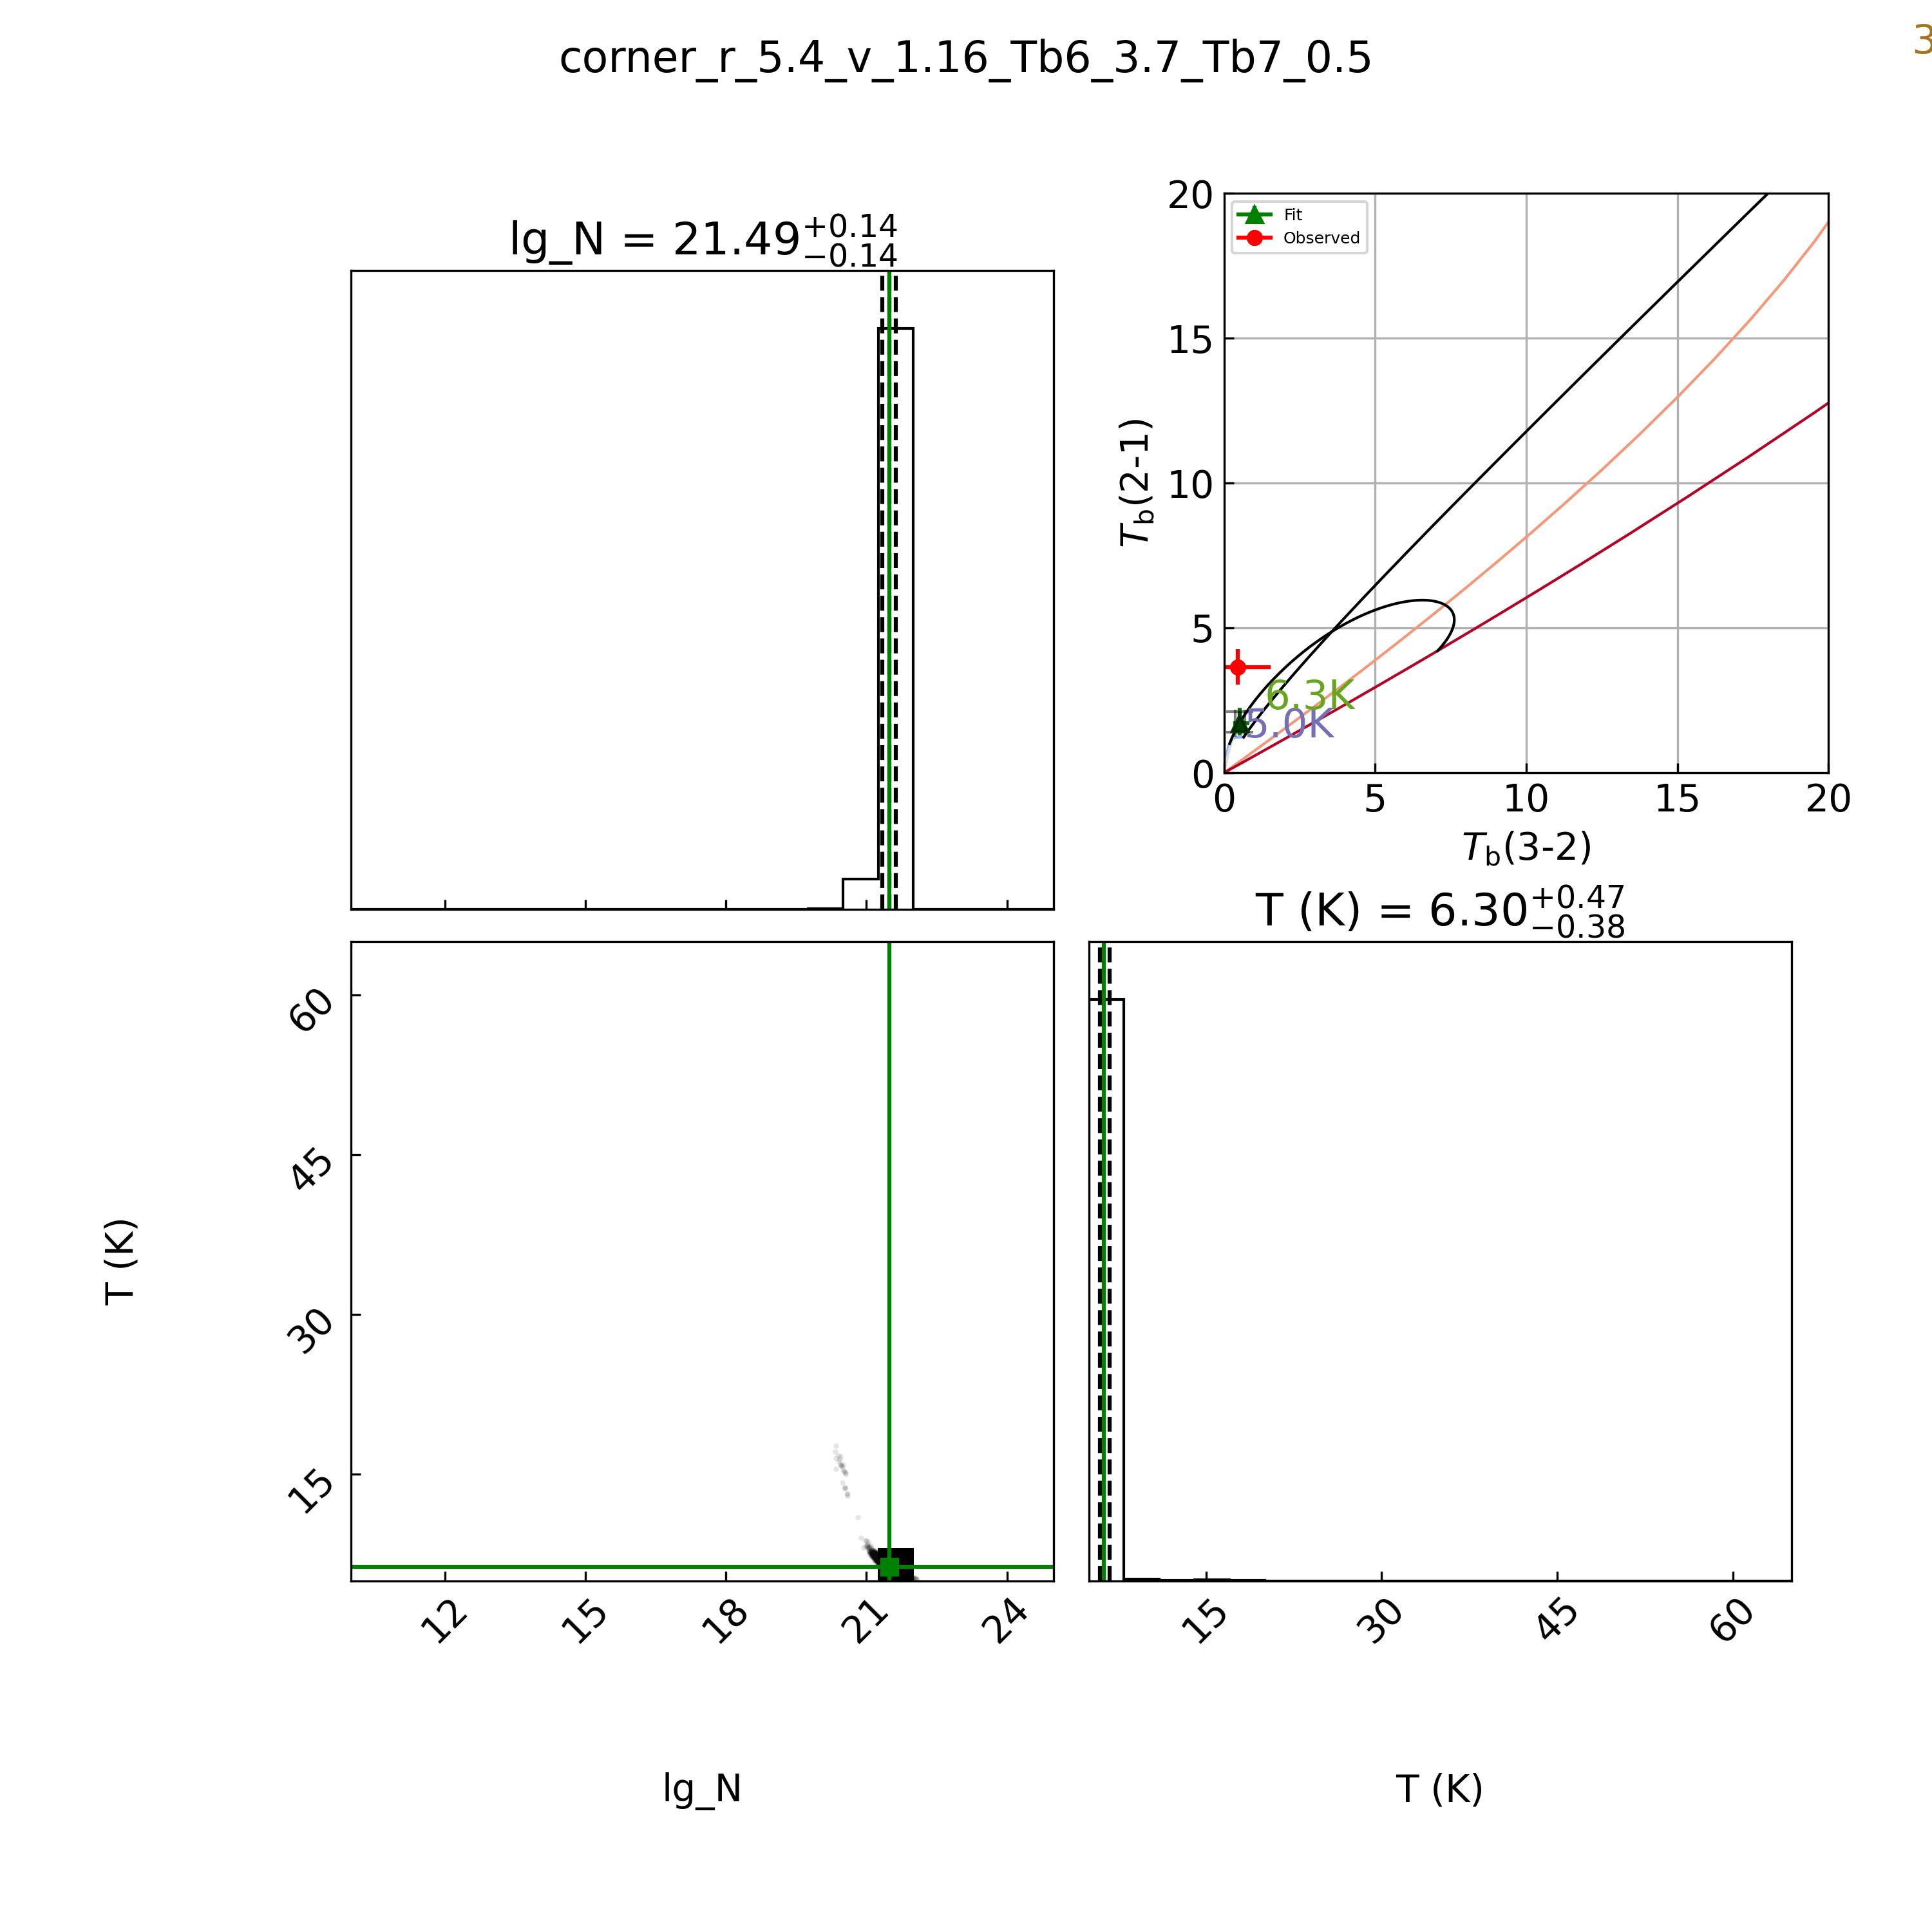 3
corner_r_5.4_v_1.16_Tb6_3.7_Tb7_0.5
lg_N = 21.49+0.14−0.14
20
15
10
5
0
Fit
Observed
6.3K
5.0K
T_b(2-1)
0 5 10 15 20
T_b(3-2)
T (K) = 6.30+0.47−0.38
60
45
30
15
T (K)
12 15 18 21 24
15 30 45 60
lg_N
T (K)